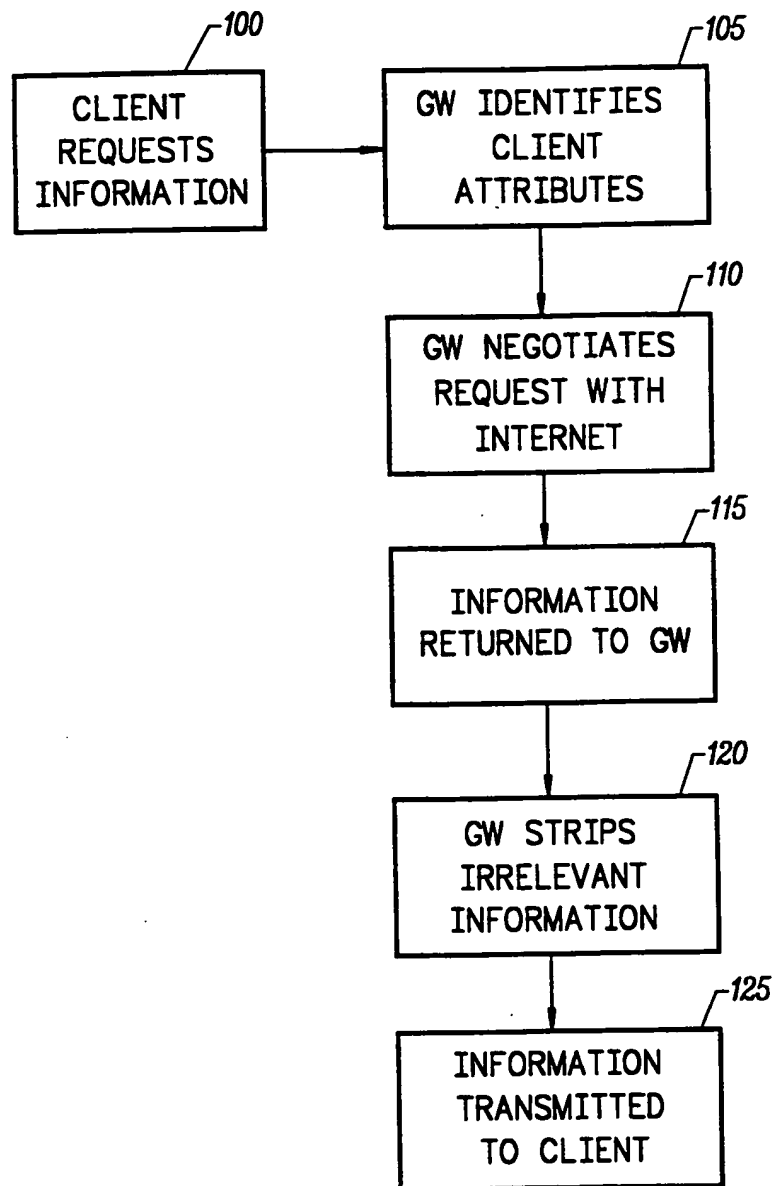 100
CLIENT
REQUESTS
INFORMATION
105
GW IDENTIFIES
CLIENT
ATTRIBUTES
110
GW NEGOTIATES
REQUEST WITH
INTERNET
115
INFORMATION
RETURNED TO GW
120
GW STRIPS
IRRELEVANT
INFORMATION
125
INFORMATION
TRANSMITTED
TO CLIENT